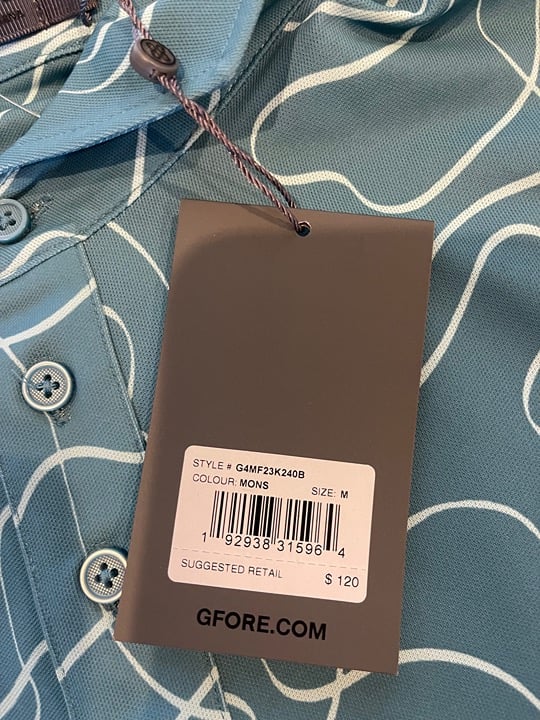 STYLE # G4MF23K240B
COLOUR: MONS SIZE: M
1 92938 31596 4
SUGGESTED RETAIL $ 120
GFORE.COM